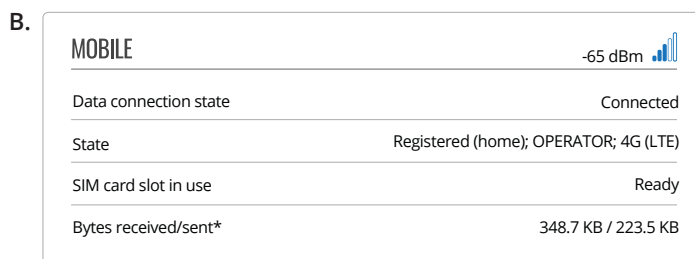 B.
MOBILE -65 dBm
Data connection state Connected
State Registered (home); OPERATOR; 4G (LTE)
SIM card slot in use Ready
Bytes received/sent* 348.7 KB / 223.5 KB